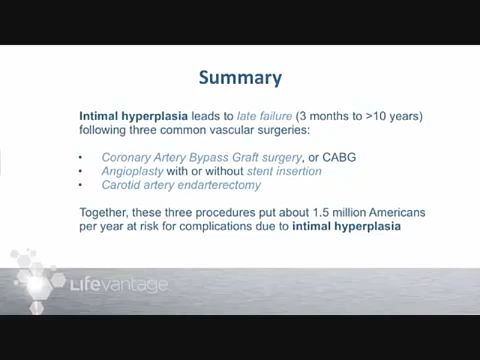 Summary
Intimal hyperplasia leads to late failure (3 months to >10 years)
following three common vascular surgeries:
• Coronary Artery Bypass Graft surgery, or CABG
• Angioplasty with or without stent insertion
• Carotid artery endarterectomy
Together, these three procedures put about 1.5 million Americans
per year at risk for complications due to intimal hyperplasia
Lifevantage